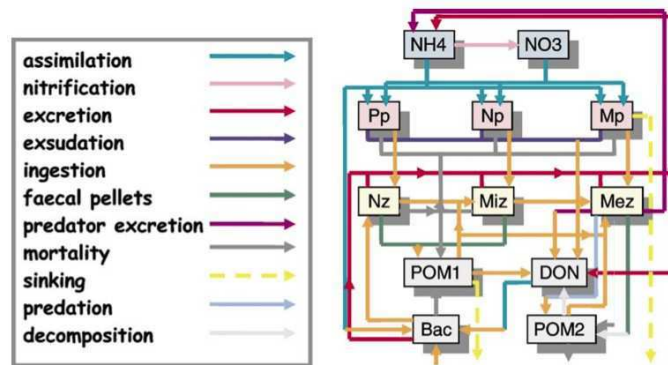 assimilation
nitrification
excretion
exsudation
ingestion
faecal pellets
predator excretion
mortality
sinking
predation
decomposition
NH4 NO3
Pp Np Mp
Nz Miz Mez
POM1 DON
Bac POM2